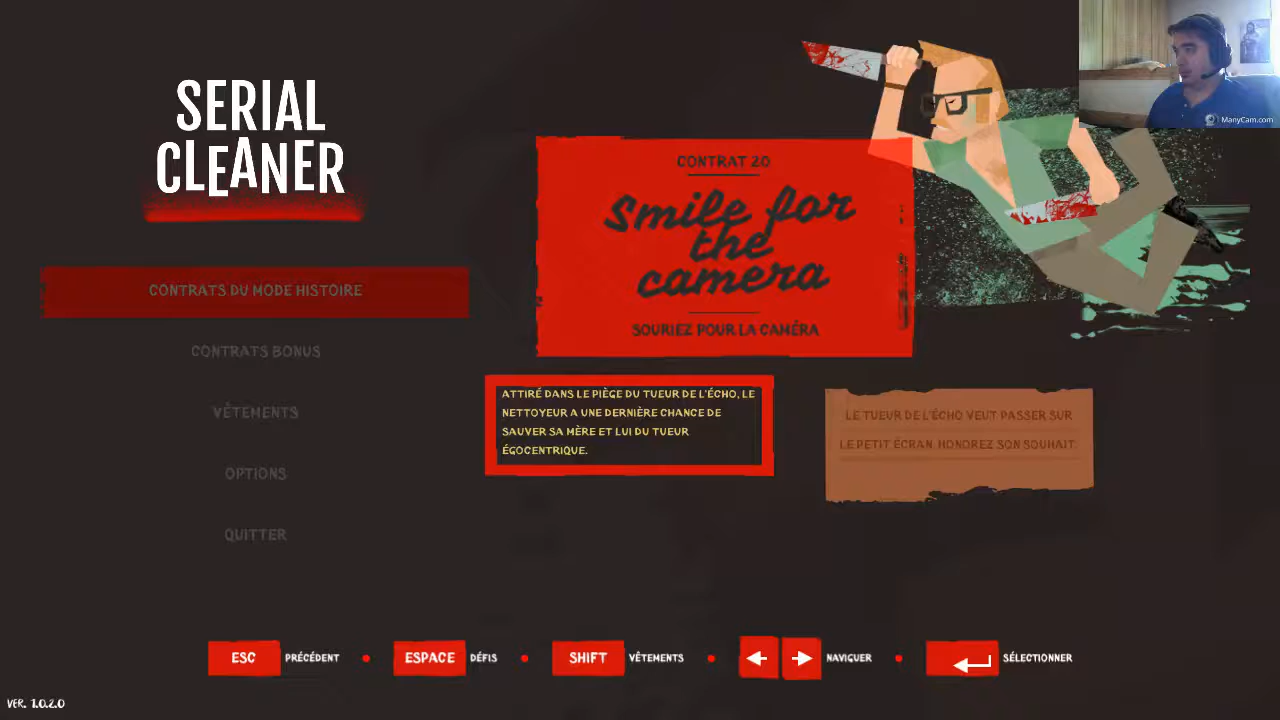 SERIAL
CLEANER
CONTRATS DU MODE HISTOIRE
CONTRATS BONUS
VÊTEMENTS
OPTIONS
QUITTER
CONTRAT 20
Smile for
the
camera
SOURIEZ POUR LA CAMÉRA
ATTIRÉ DANS LE PIÈGE DU TUEUR DE L'ÉCHO, LE
NETTOYEUR A UNE DERNIÈRE CHANCE DE
SAUVER SA MÈRE ET LUI DU TUEUR
ÉGOCENTRIQUE.
LE TUEUR DE L'ÉCHO VEUT PASSER SUR
LE PETIT ÉCRAN. HONOREZ SON SOUHAIT.
ManyCam.com
ESC PRÉCÉDENT • ESPACE DÉFIS • SHIFT VÊTEMENTS • ← → NAVIGUER • ↵ SÉLECTIONNER
VER. 1.0.2.0